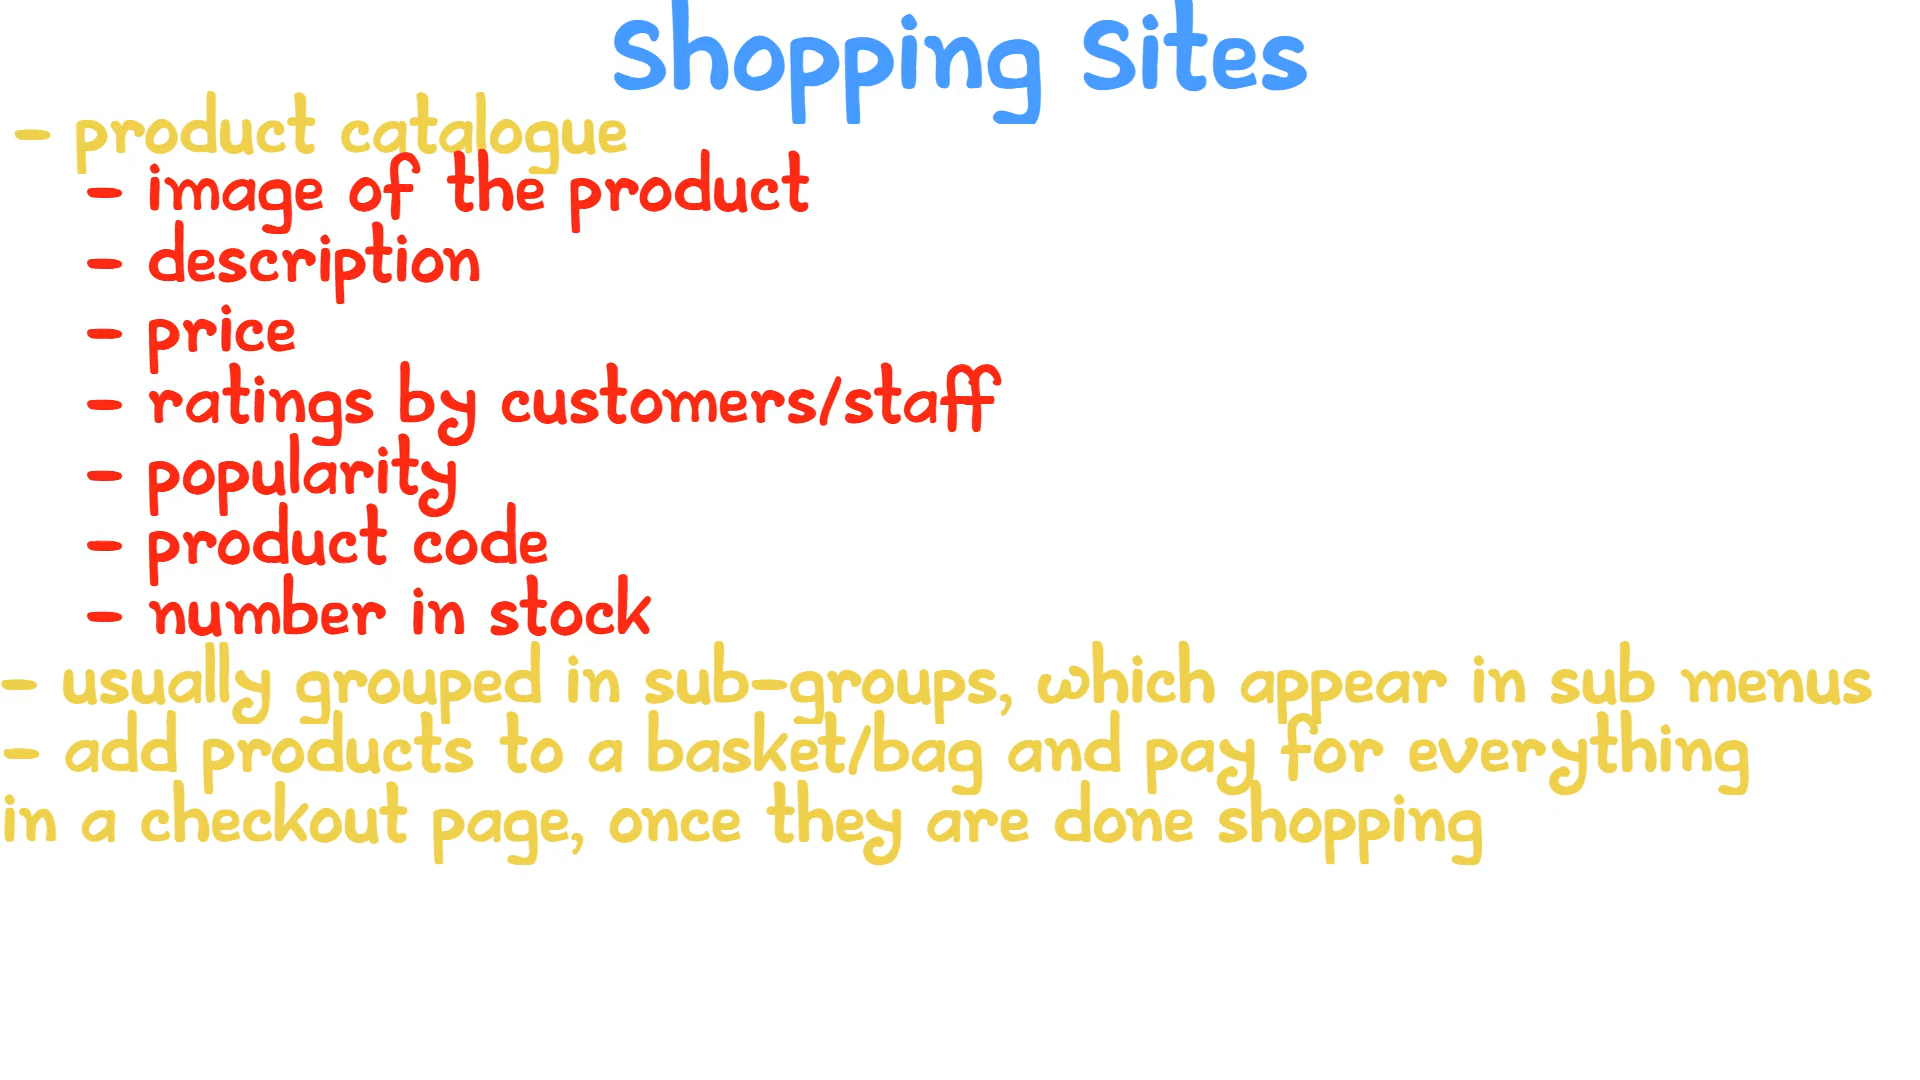 Shopping Sites
- product catalogue
- image of the product
- description
- price
- ratings by customers/staff
- popularity
- product code
- number in stock
- usually grouped in sub-groups, which appear in sub menus
- add products to a basket/bag and pay for everything
in a checkout page, once they are done shopping